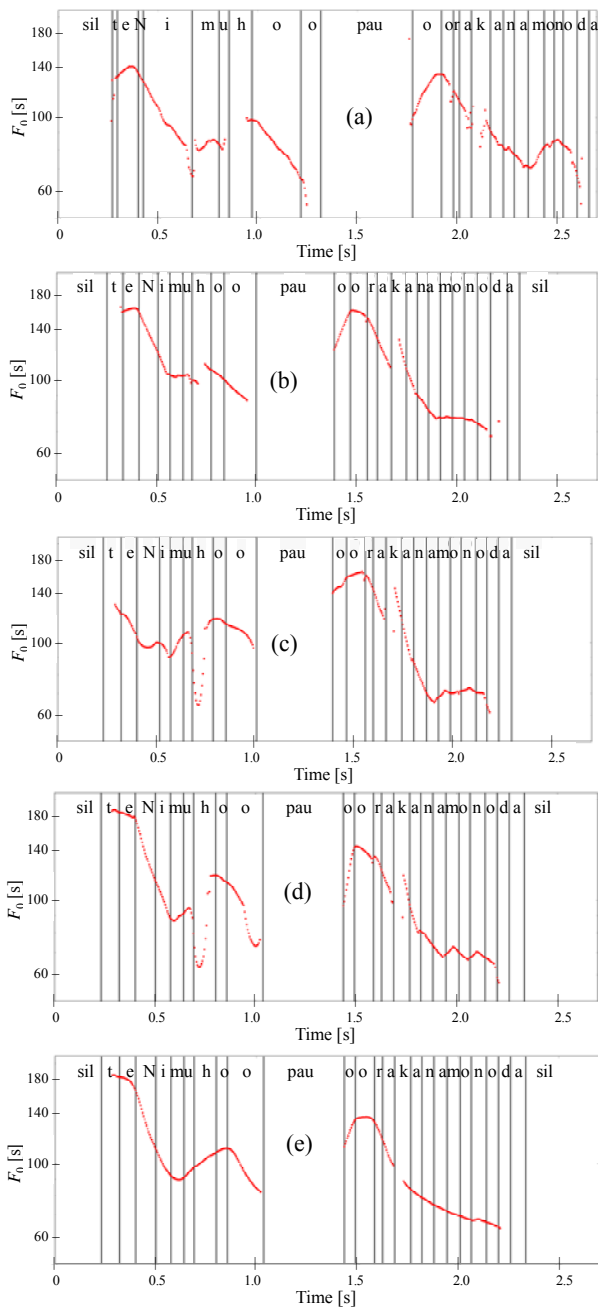 180
140
100
60
F₀ [s]
sil t e N i m u h o o pau o o r a k a n a m o n o d a
(a)
0 0.5 1.0 1.5 2.0 2.5
Time [s]
180
140
100
60
F₀ [s]
sil t e N i m u h o o pau o o r a k a n a m o n o d a sil
(b)
0 0.5 1.0 1.5 2.0 2.5
Time [s]
180
140
100
60
F₀ [s]
sil t e N i m u h o o pau o o r a k a n a m o n o d a sil
(c)
0 0.5 1.0 1.5 2.0 2.5
Time [s]
180
140
100
60
F₀ [s]
sil t e N i m u h o o pau o o r a k a n a m o n o d a sil
(d)
0 0.5 1.0 1.5 2.0 2.5
Time [s]
180
140
100
60
F₀ [s]
sil t e N i m u h o o pau o o r a k a n a m o n o d a sil
(e)
0 0.5 1.0 1.5 2.0 2.5
Time [s]